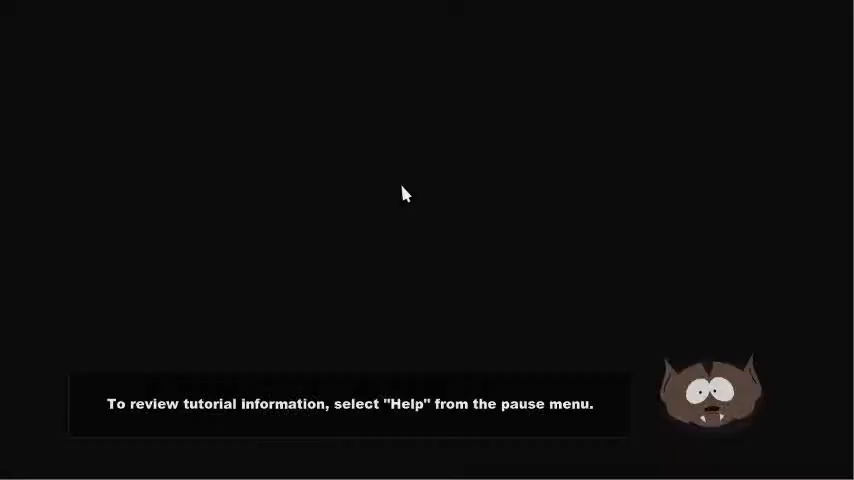 To review tutorial information, select "Help" from the pause menu.